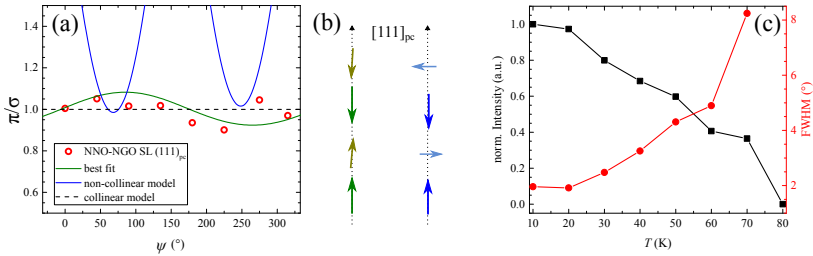 (a)
1.4
1.2
1.0
0.8
0.6
π/σ
NNO-NGO SL (111)pc
best fit
non-collinear model
collinear model
0 50 100 150 200 250 300
ψ (°)
(b)
[111]pc
(c)
1.0
0.8
0.6
0.4
0.2
0.0
norm. Intensity (a.u.)
8
6
4
2
FWHM (°)
10 20 30 40 50 60 70 80
T (K)